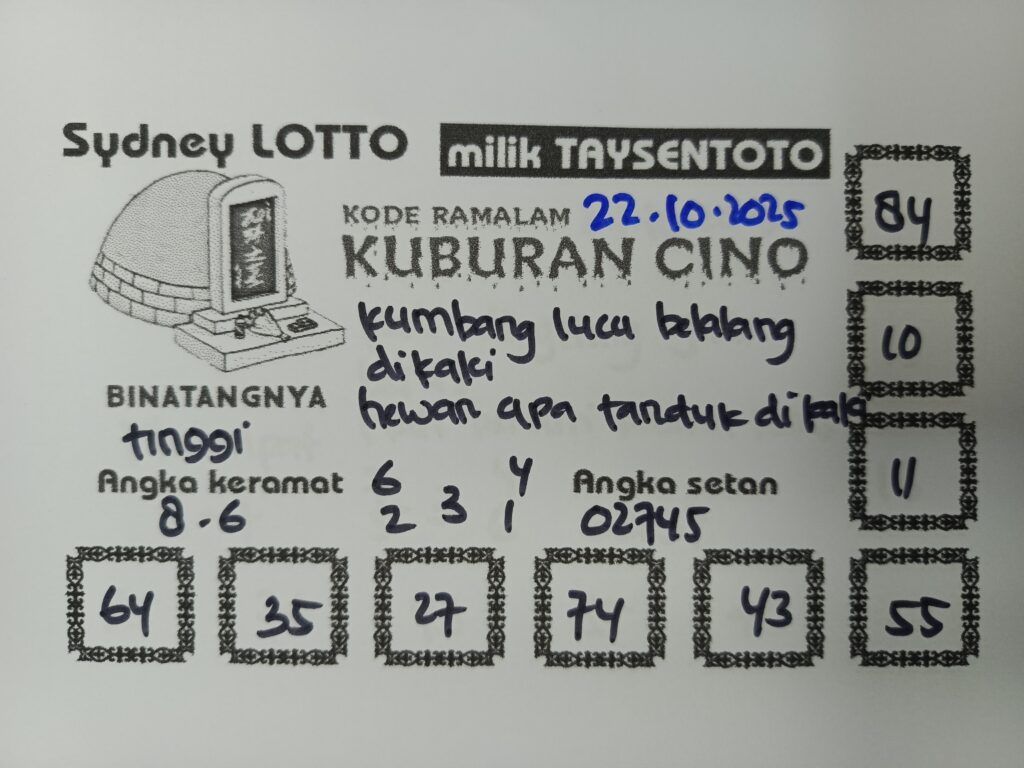 Sydney LOTTO
milik TAYSENTOTO
KODE RAMALAM 22.10.2025
KUBURAN CINO
kumbang lucu belalang
dikaki
hewan apa tanduk dikaki
BINATANGNYA
tinggi
Angka keramat
8.6
6 4
3
2 1
Angka setan
02745
84
10
11
64 35 27 74 43 55